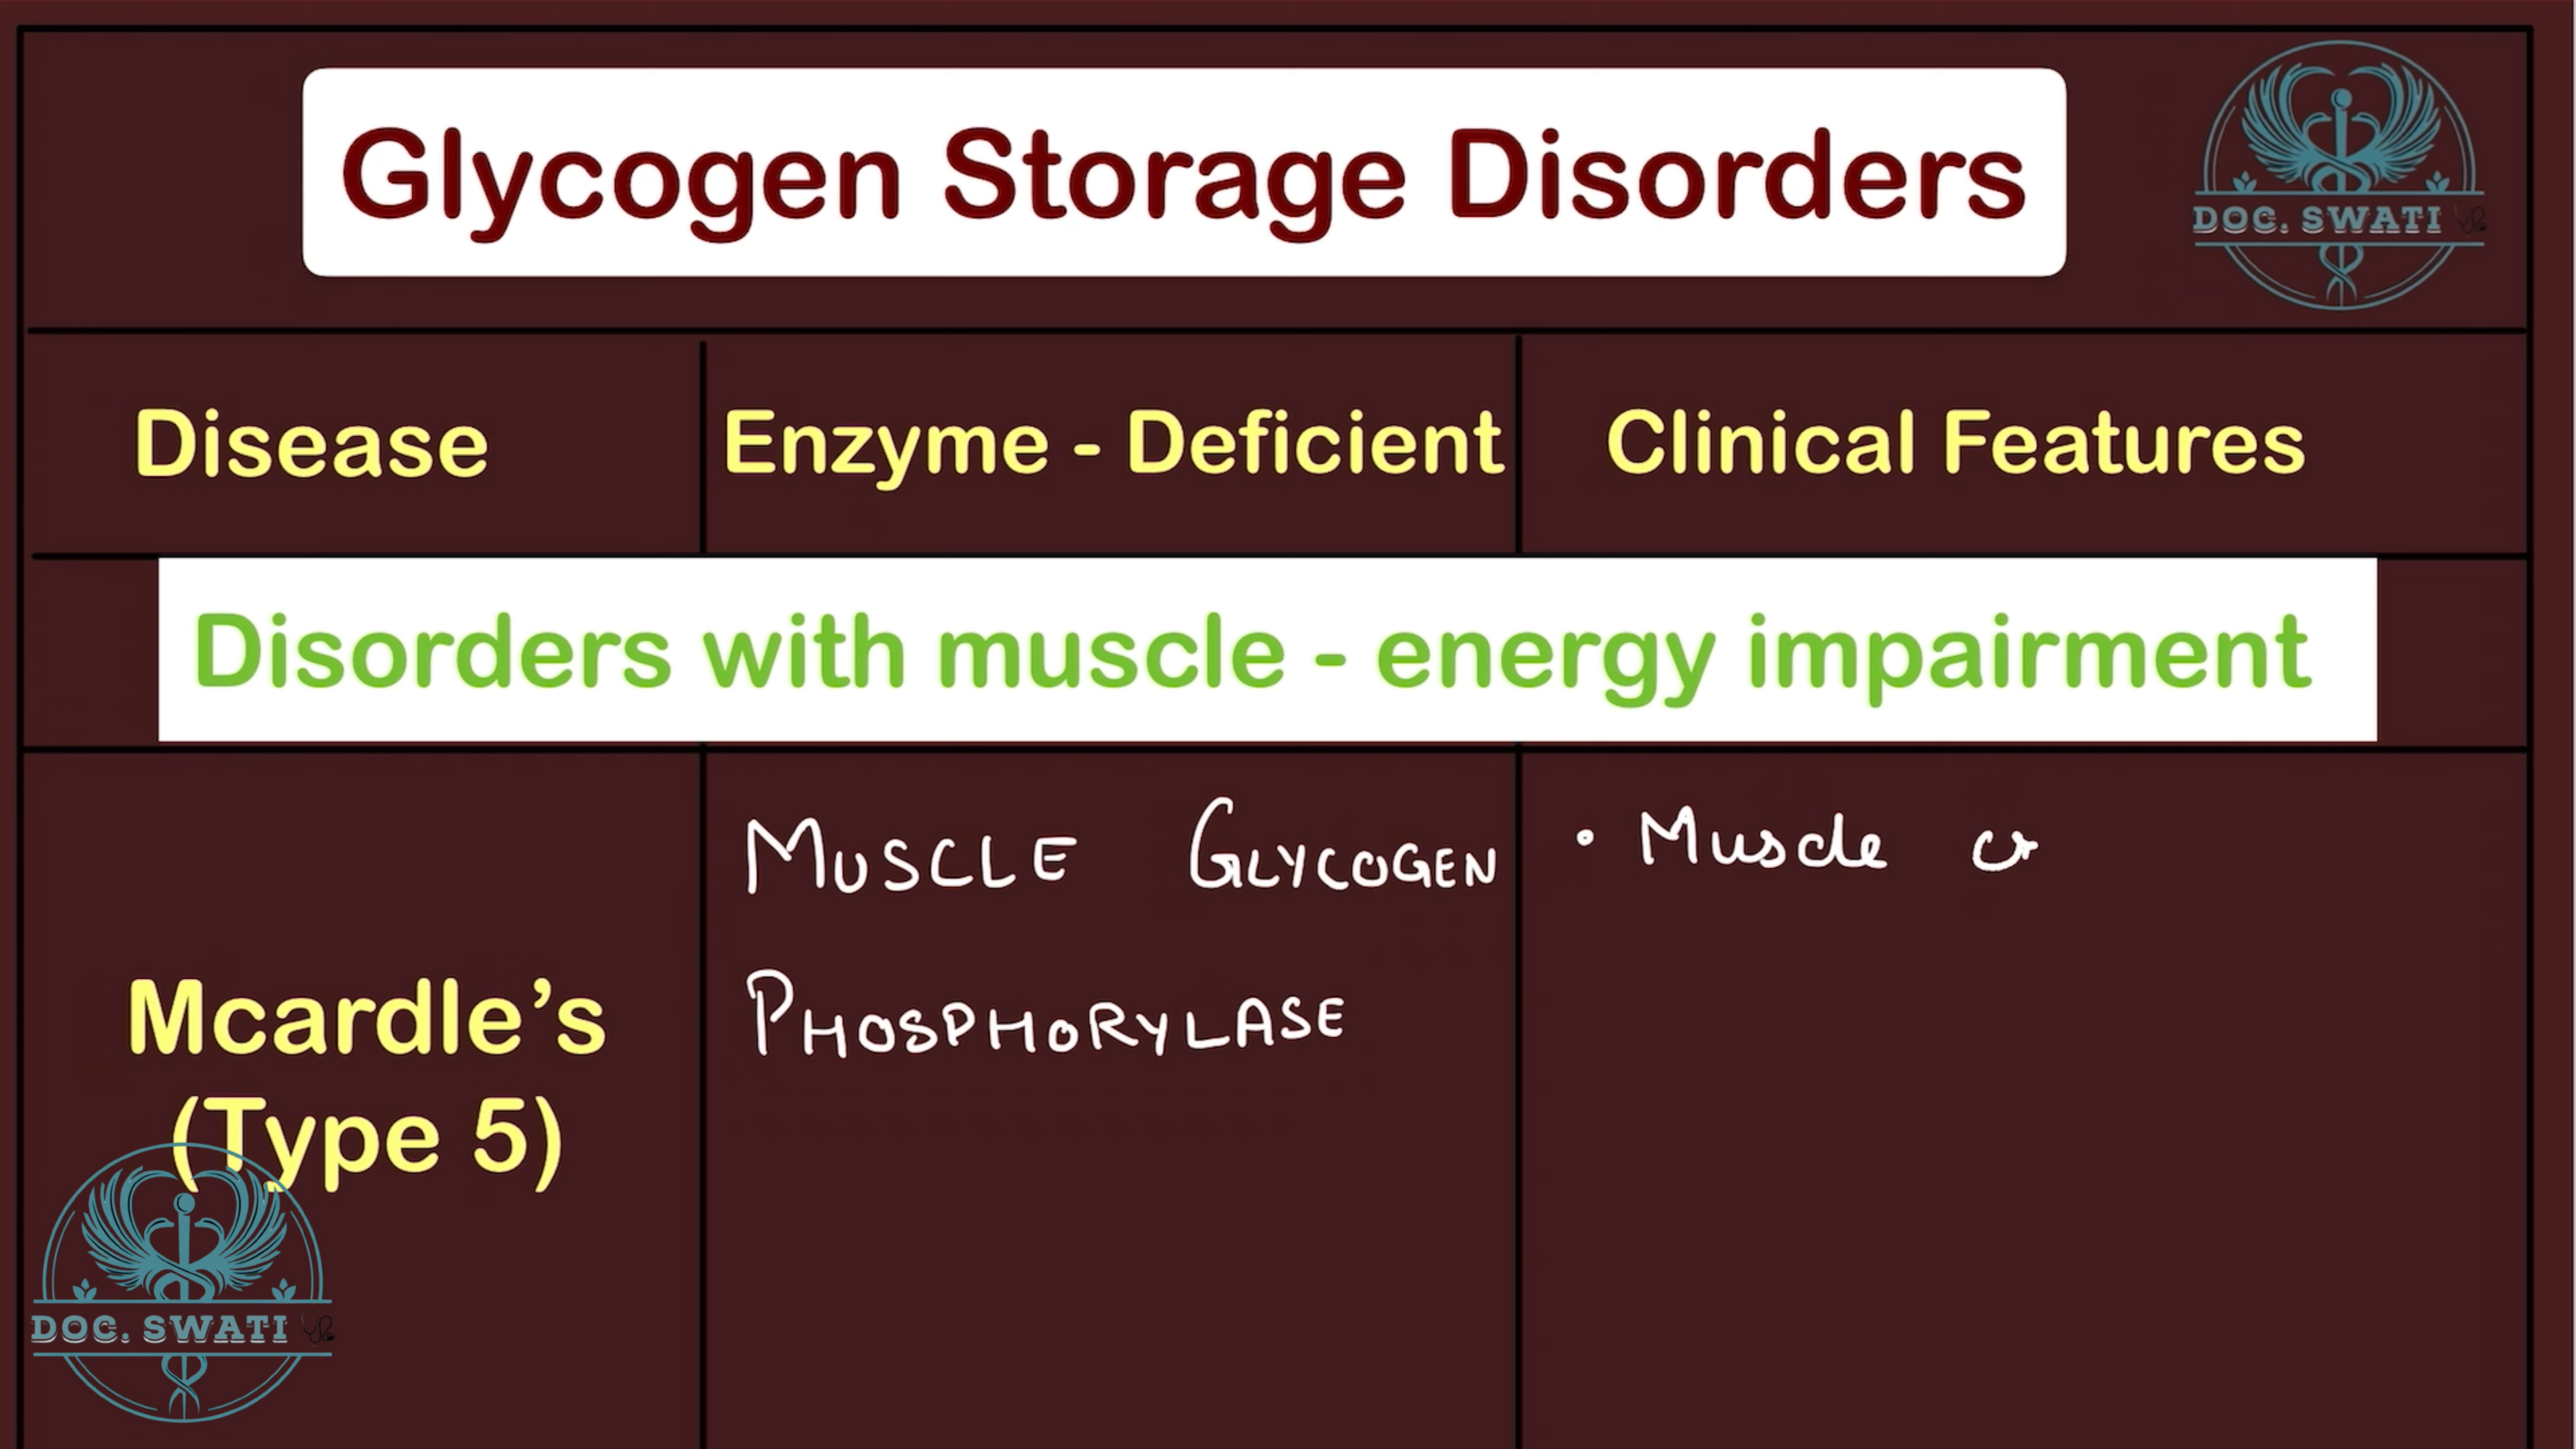 Glycogen Storage Disorders
DOC. SWATI
Disease
Enzyme - Deficient
Clinical Features
Disorders with muscle - energy impairment
MUSCLE GLYCOGEN
PHOSPHORYLASE
• Muscle cr
Mcardle’s
(Type 5)
DOC. SWATI